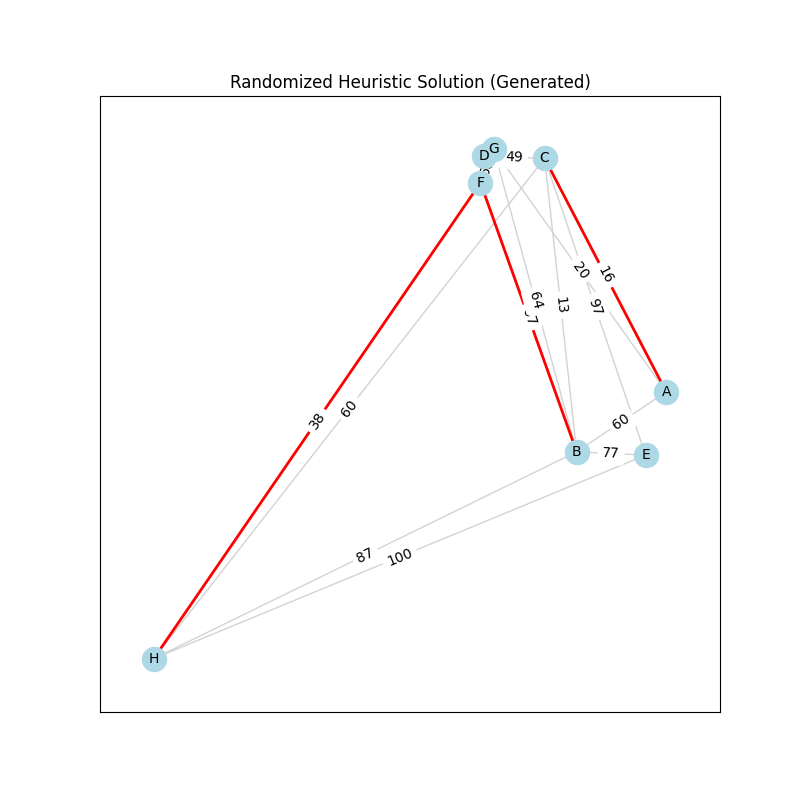 Randomized Heuristic Solution (Generated)
D G 49 C
F
20 16
64 13 97
A
38 60 60
B 77 E
87 100
H